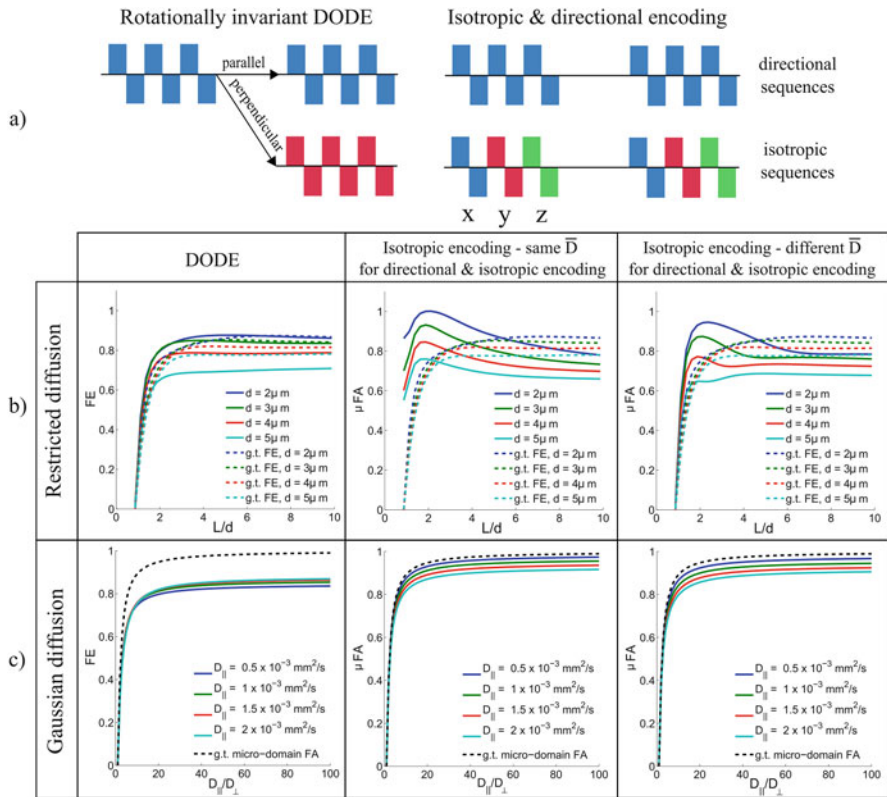 Rotationally invariant DODE
Isotropic & directional encoding
a)
parallel
perpendicular
directional
sequences
isotropic
sequences
x y z
DODE
Isotropic encoding - same D̅
for directional & isotropic encoding
Isotropic encoding - different D̅
for directional & isotropic encoding
b)
Restricted diffusion
FE
1
0.8
0.6
0.4
0.2
0
0 2 4 6 8 10
L/d
d = 2μ m
d = 3μ m
d = 4μ m
d = 5μ m
g.t. FE, d = 2μ m
g.t. FE, d = 3μ m
g.t. FE, d = 4μ m
g.t. FE, d = 5μ m
μ FA
1
0.8
0.6
0.4
0.2
0
0 2 4 6 8 10
L/d
d = 2μ m
d = 3μ m
d = 4μ m
d = 5μ m
g.t. FE, d = 2μ m
g.t. FE, d = 3μ m
g.t. FE, d = 4μ m
g.t. FE, d = 5μ m
μ FA
1
0.8
0.6
0.4
0.2
0
0 2 4 6 8 10
L/d
d = 2μ m
d = 3μ m
d = 4μ m
d = 5μ m
g.t. FE, d = 2μ m
g.t. FE, d = 3μ m
g.t. FE, d = 4μ m
g.t. FE, d = 5μ m
c)
Gaussian diffusion
FE
1
0.8
0.6
0.4
0.2
0
0 20 40 60 80 100
D||/D⊥
D|| = 0.5 x 10⁻³ mm²/s
D|| = 1 x 10⁻³ mm²/s
D|| = 1.5 x 10⁻³ mm²/s
D|| = 2 x 10⁻³ mm²/s
g.t. micro-domain FA
μ FA
1
0.8
0.6
0.4
0.2
0
0 20 40 60 80 100
D||/D⊥
D|| = 0.5 x 10⁻³ mm²/s
D|| = 1 x 10⁻³ mm²/s
D|| = 1.5 x 10⁻³ mm²/s
D|| = 2 x 10⁻³ mm²/s
g.t. micro-domain FA
μ FA
1
0.8
0.6
0.4
0.2
0
0 20 40 60 80 100
D||/D⊥
D|| = 0.5 x 10⁻³ mm²/s
D|| = 1 x 10⁻³ mm²/s
D|| = 1.5 x 10⁻³ mm²/s
D|| = 2 x 10⁻³ mm²/s
g.t. micro-domain FA